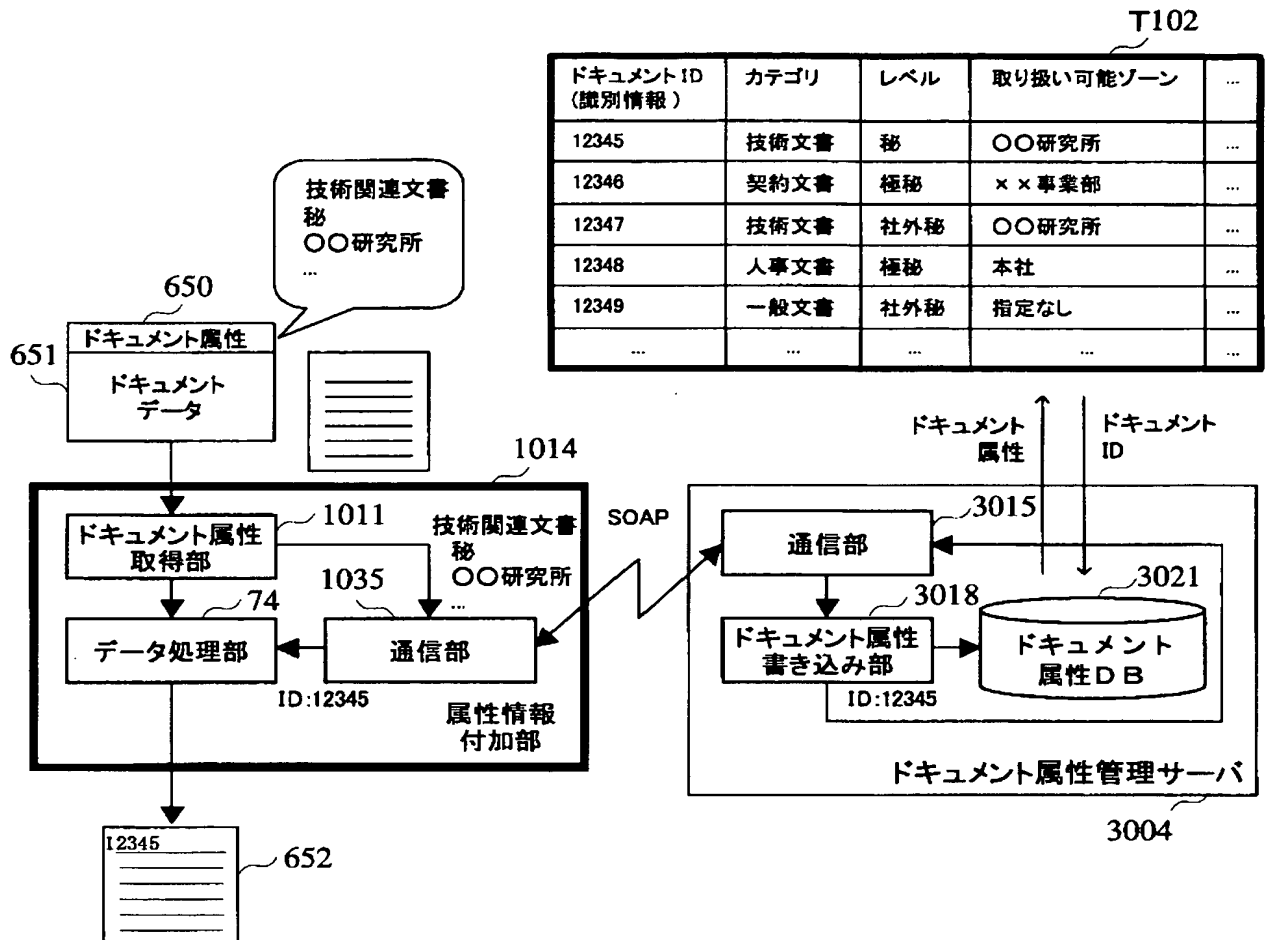 T102
ドキュメントID カテゴリ レベル 取り扱い可能ゾーン ...
(識別情報)
12345 技術文書 秘 〇〇研究所 ...
12346 契約文書 極秘 ××事業部 ...
12347 技術文書 社外秘 〇〇研究所 ...
12348 人事文書 極秘 本社 ...
12349 一般文書 社外秘 指定なし ...
... ... ... ... ...
技術関連文書
秘
〇〇研究所
...
650
ドキュメント属性
651
ドキュメント
データ
ドキュメント
属性
ドキュメント
ID
1014
1011
ドキュメント属性
取得部
技術関連文書
秘
〇〇研究所
...
SOAP
3015
通信部
74
データ処理部
1035
通信部
ID:12345
属性情報
付加部
3018
ドキュメント属性
書き込み部
ID:12345
3021
ドキュメント
属性DB
ドキュメント属性管理サーバ
3004
12345
652